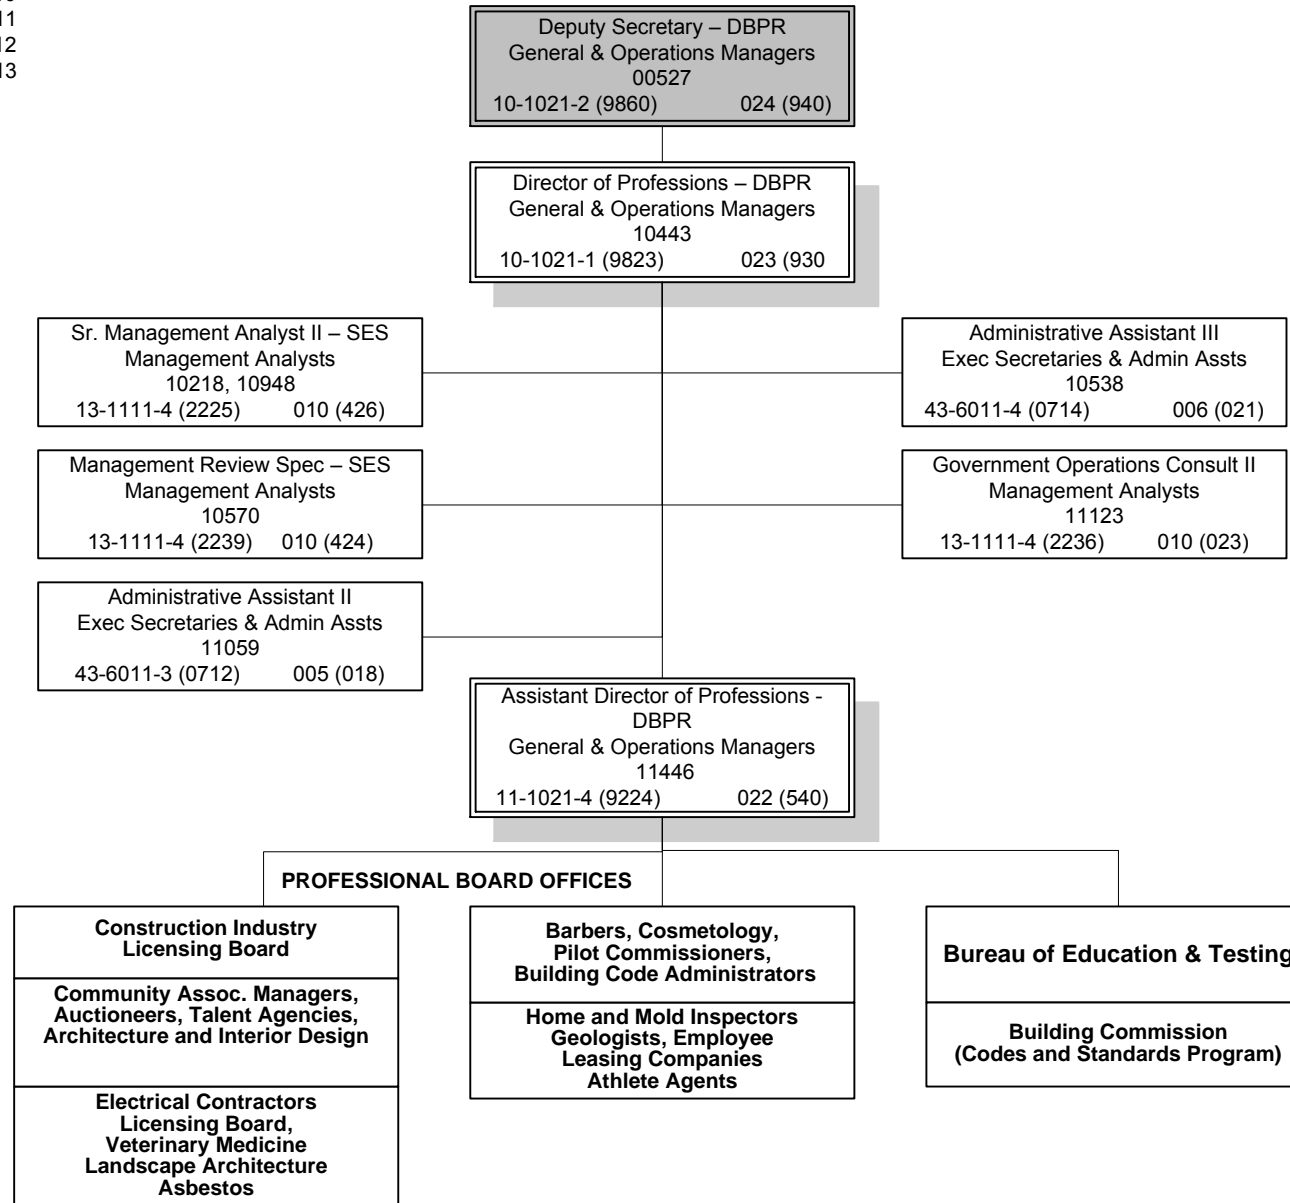 11
12
13
Deputy Secretary – DBPR
General & Operations Managers
00527
10-1021-2 (9860) 024 (940)
Director of Professions – DBPR
General & Operations Managers
10443
10-1021-1 (9823) 023 (930
Sr. Management Analyst II – SES
Management Analysts
10218, 10948
13-1111-4 (2225) 010 (426)
Administrative Assistant III
Exec Secretaries & Admin Assts
10538
43-6011-4 (0714) 006 (021)
Management Review Spec – SES
Management Analysts
10570
13-1111-4 (2239) 010 (424)
Government Operations Consult II
Management Analysts
11123
13-1111-4 (2236) 010 (023)
Administrative Assistant II
Exec Secretaries & Admin Assts
11059
43-6011-3 (0712) 005 (018)
Assistant Director of Professions -
DBPR
General & Operations Managers
11446
11-1021-4 (9224) 022 (540)
PROFESSIONAL BOARD OFFICES
Construction Industry
Licensing Board
Community Assoc. Managers,
Auctioneers, Talent Agencies,
Architecture and Interior Design
Electrical Contractors
Licensing Board,
Veterinary Medicine
Landscape Architecture
Asbestos
Barbers, Cosmetology,
Pilot Commissioners,
Building Code Administrators
Home and Mold Inspectors
Geologists, Employee
Leasing Companies
Athlete Agents
Bureau of Education & Testing
Building Commission
(Codes and Standards Program)